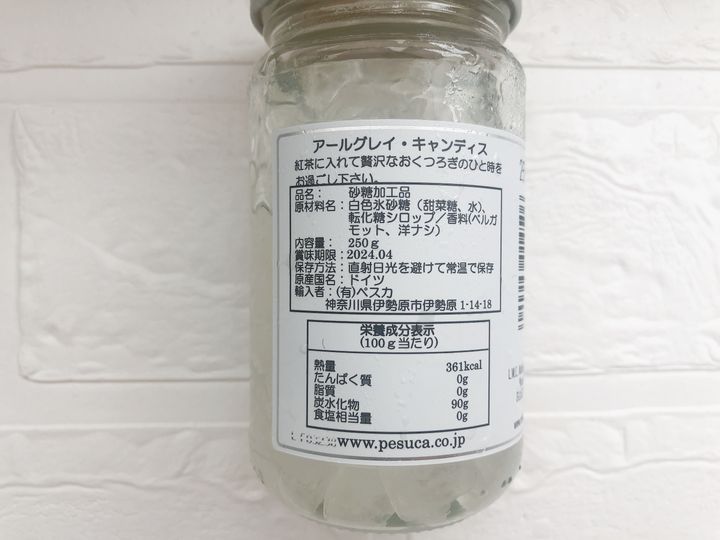 アールグレイ・キャンディス
紅茶に入れて贅沢なおくつろぎのひと時を
お過ごし下さい。
品名： 砂糖加工品
原材料名：白色氷砂糖（甜菜糖、水）、
転化糖シロップ／香料(ベルガ
モット、洋ナシ）
内容量： 250ｇ
賞味期限：2024.04
保存方法：直射日光を避けて常温で保存
原産国名：ドイツ
輸入者：(有)ペスカ
神奈川県伊勢原市伊勢原 1-14-18
栄養成分表示
(100ｇ当たり)
熱量 361kcal
たんぱく質 0g
脂質 0g
炭水化物 90g
食塩相当量 0g
www.pesuca.co.jp